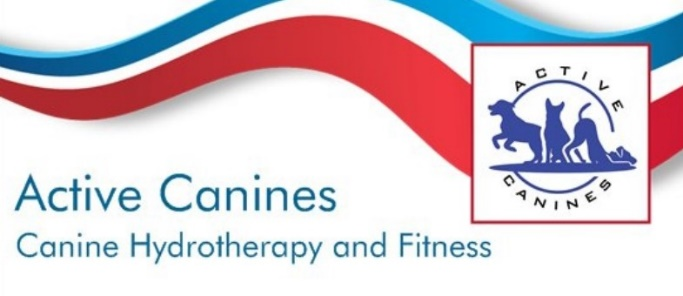 ACTIVE
CANINES
Active Canines
Canine Hydrotherapy and Fitness